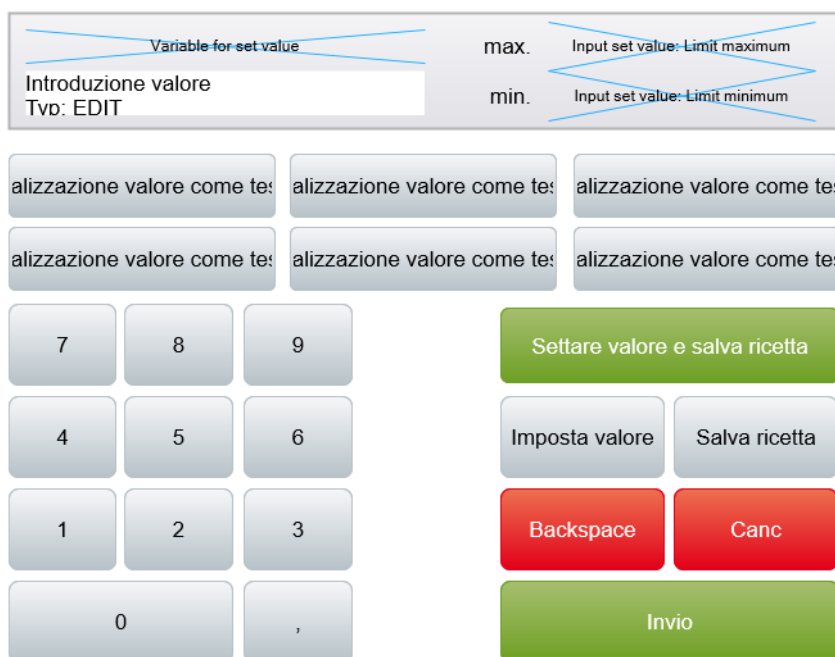 Variable for set value
max.
Input set value: Limit maximum
Introduzione valore
Typ: EDIT
min.
Input set value: Limit minimum
alizzazione valore come tes alizzazione valore come tes alizzazione valore come tes
alizzazione valore come tes alizzazione valore come tes alizzazione valore come tes
7 8 9 Settare valore e salva ricetta
4 5 6 Imposta valore Salva ricetta
1 2 3 Backspace Canc
0 , Invio